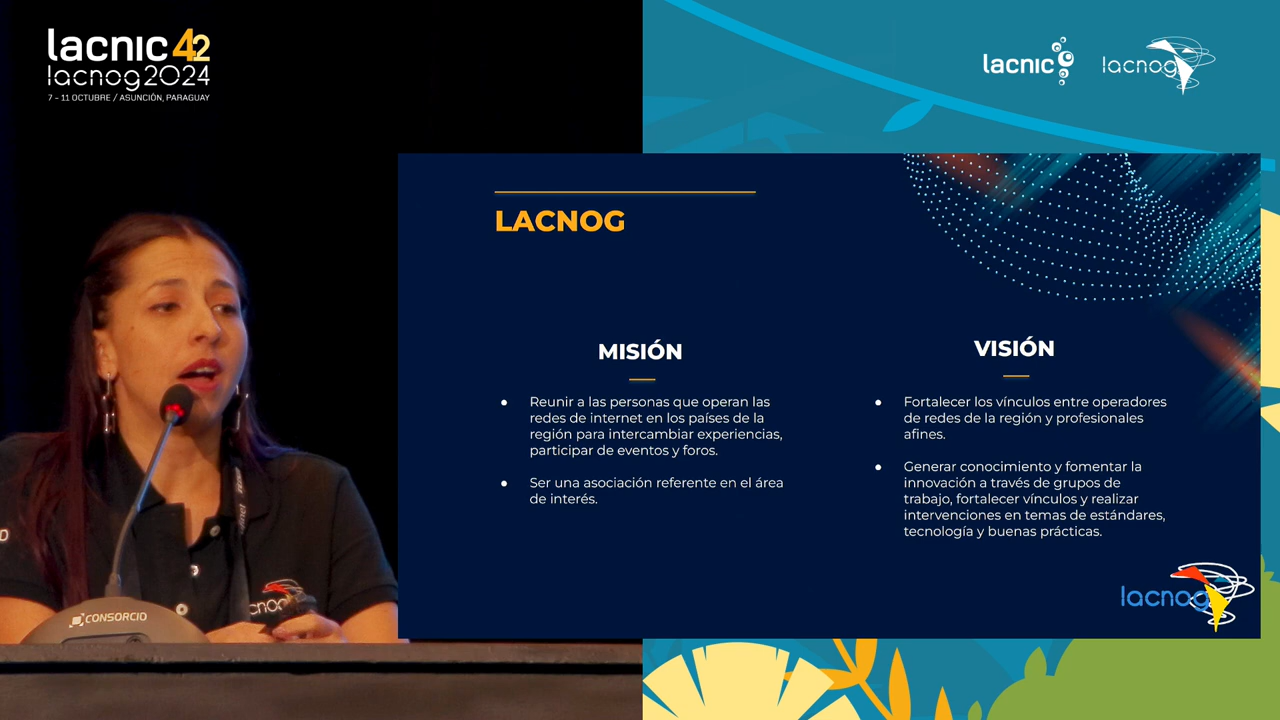 lacnic 42
lacnog2024
7 - 11 OCTUBRE / ASUNCIÓN, PARAGUAY
lacnic
lacnog
LACNOG
MISIÓN
● Reunir a las personas que operan las
redes de internet en los países de la
región para intercambiar experiencias,
participar de eventos y foros.
● Ser una asociación referente en el área
de interés.
VISIÓN
● Fortalecer los vínculos entre operadores
de redes de la región y profesionales
afines.
● Generar conocimiento y fomentar la
innovación a través de grupos de
trabajo, fortalecer vínculos y realizar
intervenciones en temas de estándares,
tecnología y buenas prácticas.
lacnog
CONSORCIO